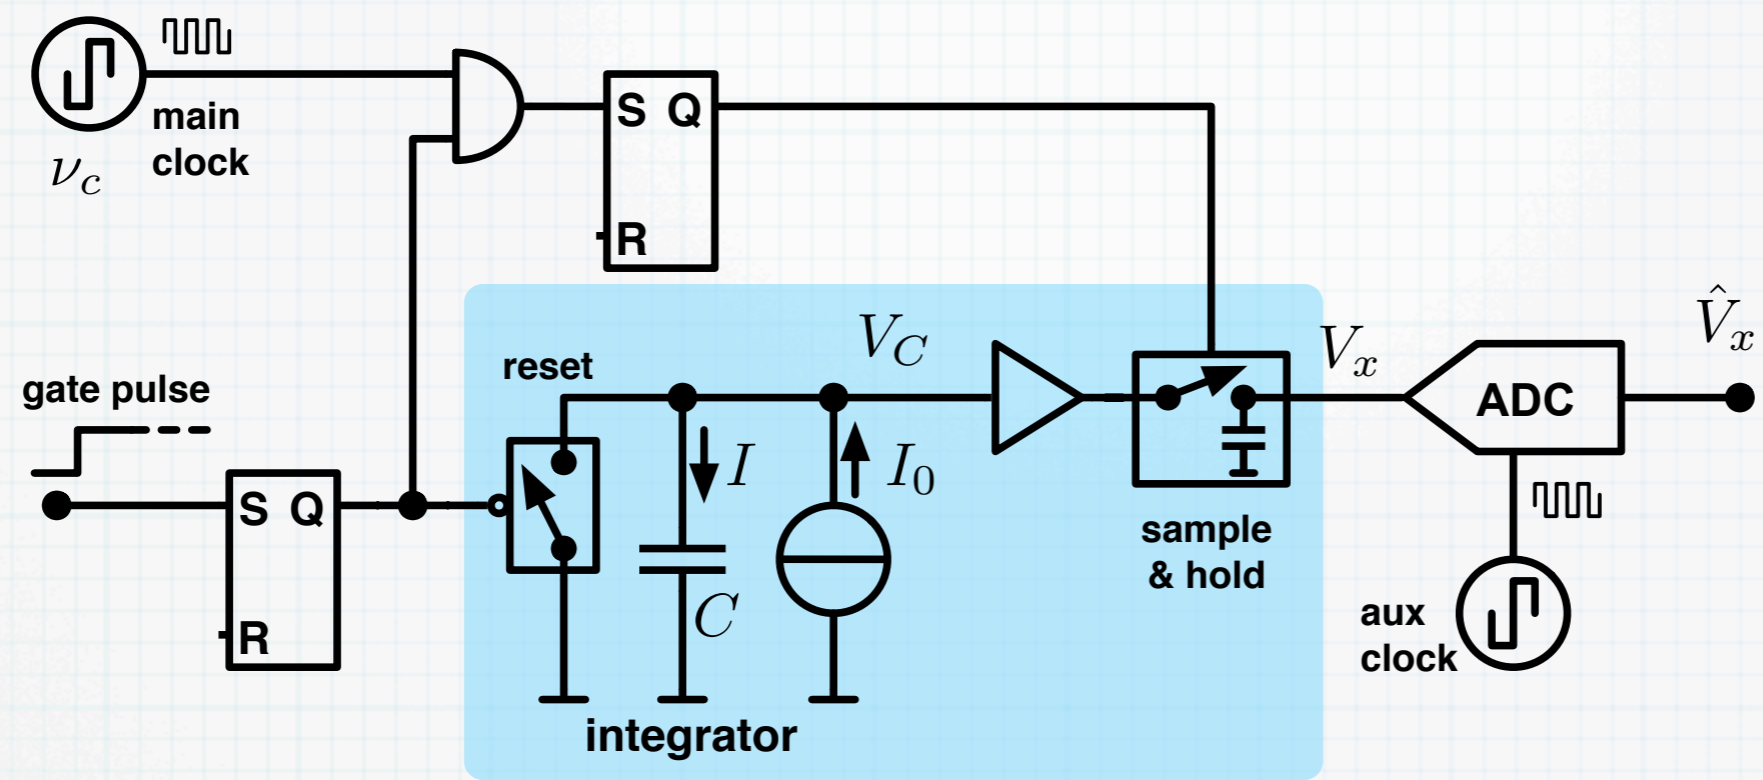 main
clock
ν_c
S Q
R
gate pulse
S Q
R
reset
V_C
I
I_0
C
integrator
sample
& hold
V_x
ADC
V̂_x
aux
clock